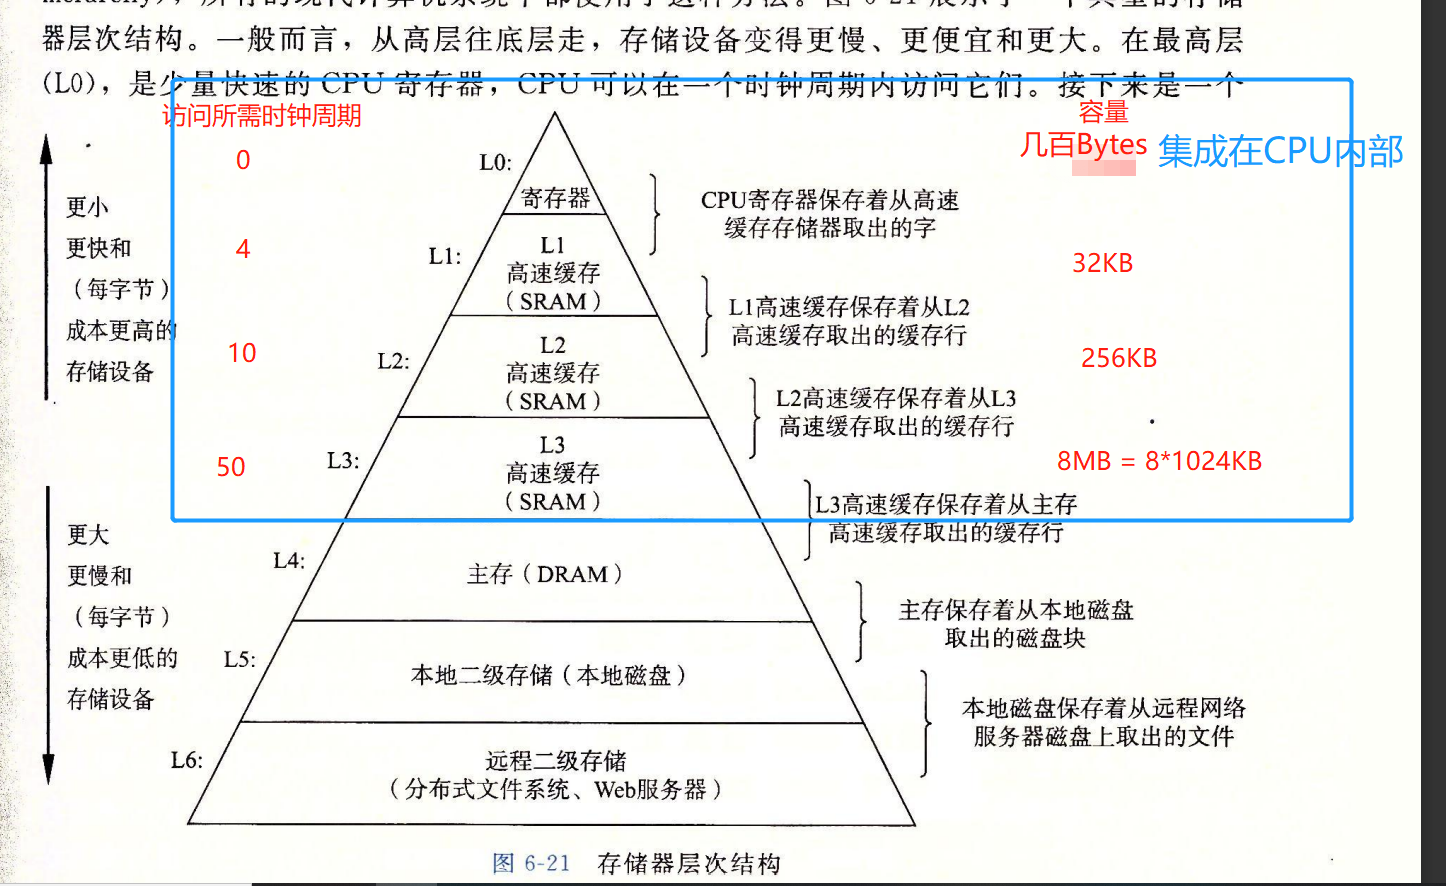 器层次结构。一般而言，从高层往底层走，存储设备变得更慢、更便宜和更大。在最高层
(L0)，是少量快速的 CPU 寄存器，CPU 可以在一个时钟周期内访问它们。接下来是一个
访问所需时钟周期
容量
0
L0:
几百Bytes 集成在CPU内部
寄存器
CPU寄存器保存着从高速
缓存存储器取出的字
更小
更快和
（每字节）
成本更高的
存储设备
4
L1:
L1
高速缓存
（SRAM）
32KB
L1高速缓存保存着从L2
高速缓存取出的缓存行
10
L2:
L2
高速缓存
（SRAM）
256KB
L2高速缓存保存着从L3
高速缓存取出的缓存行
50
L3:
L3
高速缓存
（SRAM）
8MB = 8*1024KB
L3高速缓存保存着从主存
高速缓存取出的缓存行
更大
更慢和
（每字节）
成本更低的
存储设备
L4:
主存（DRAM）
主存保存着从本地磁盘
取出的磁盘块
L5:
本地二级存储（本地磁盘）
本地磁盘保存着从远程网络
服务器磁盘上取出的文件
L6:
远程二级存储
（分布式文件系统、Web服务器）
图 6-21 存储器层次结构